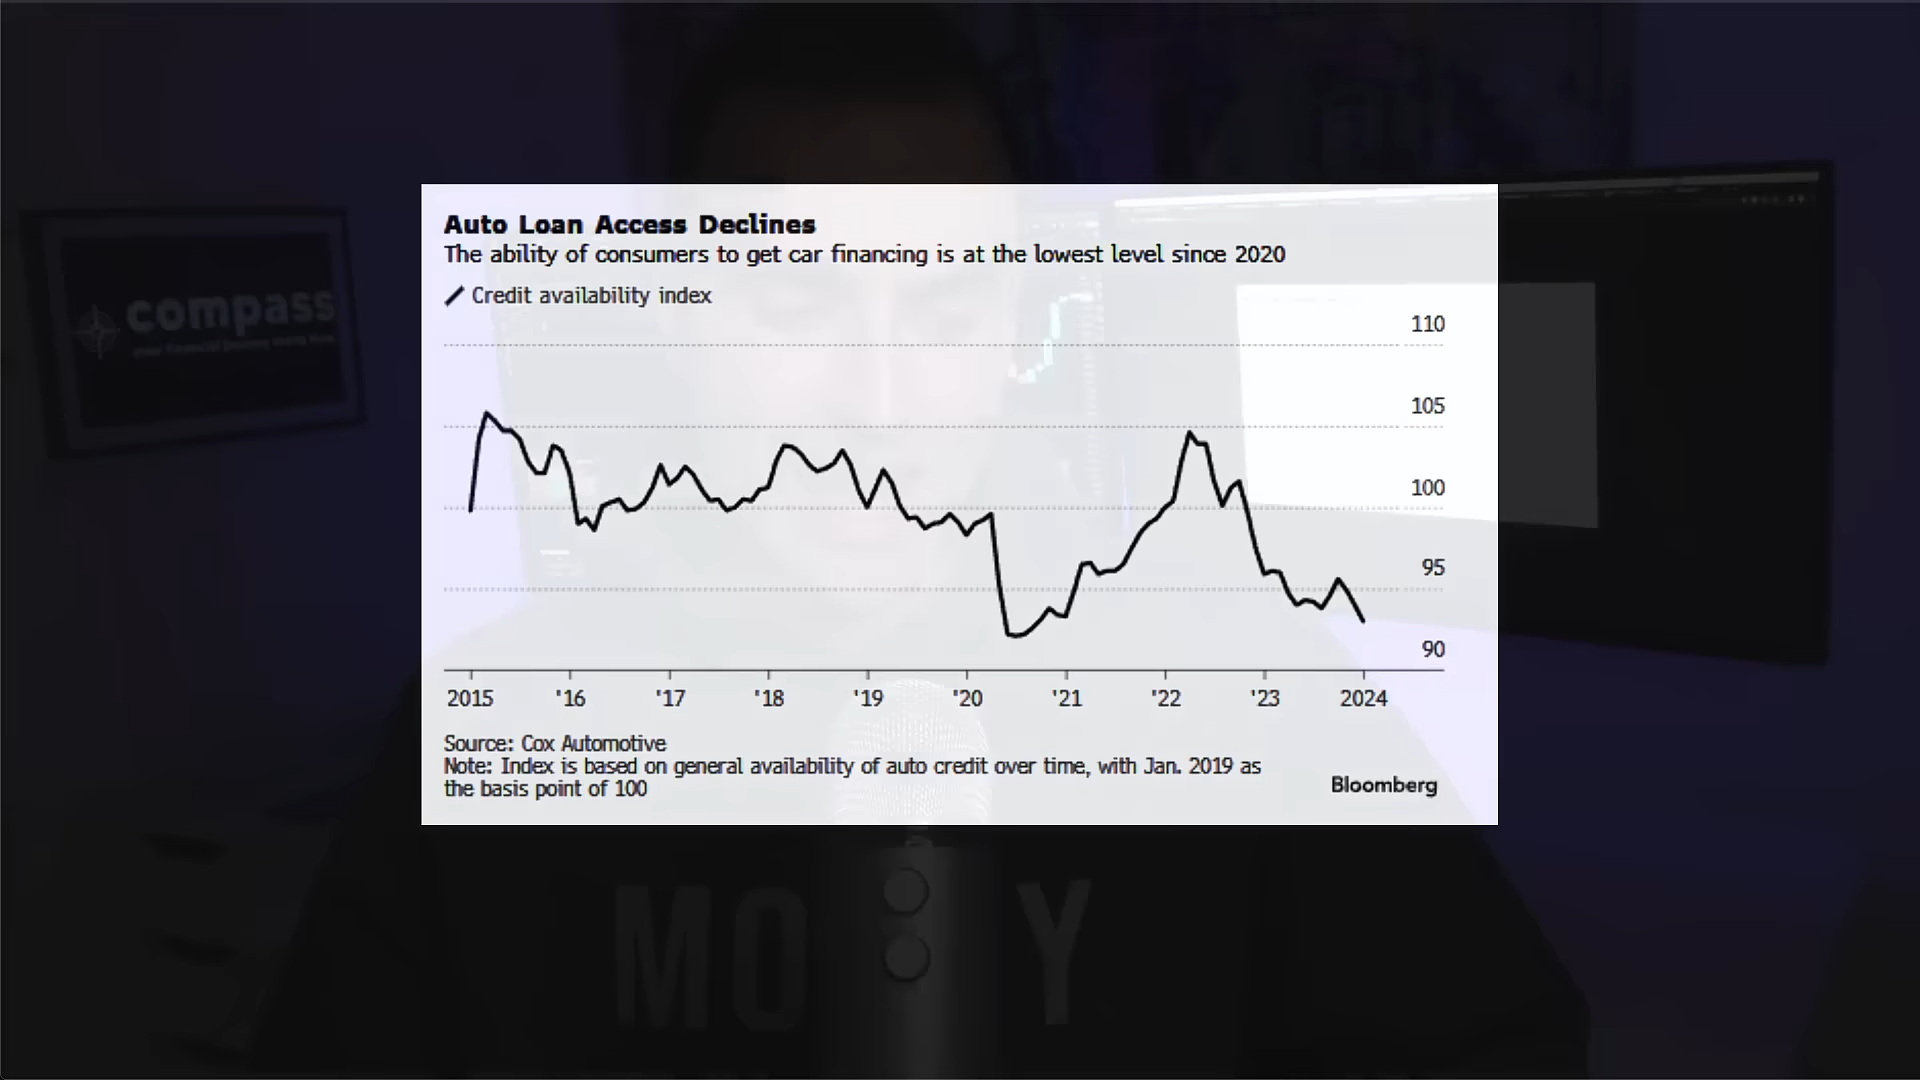 Auto Loan Access Declines
The ability of consumers to get car financing is at the lowest level since 2020
Credit availability index
110
105
100
95
90
2015 '16 '17 '18 '19 '20 '21 '22 '23 2024
Source: Cox Automotive
Note: Index is based on general availability of auto credit over time, with Jan. 2019 as
the basis point of 100
Bloomberg
compass
MO Y